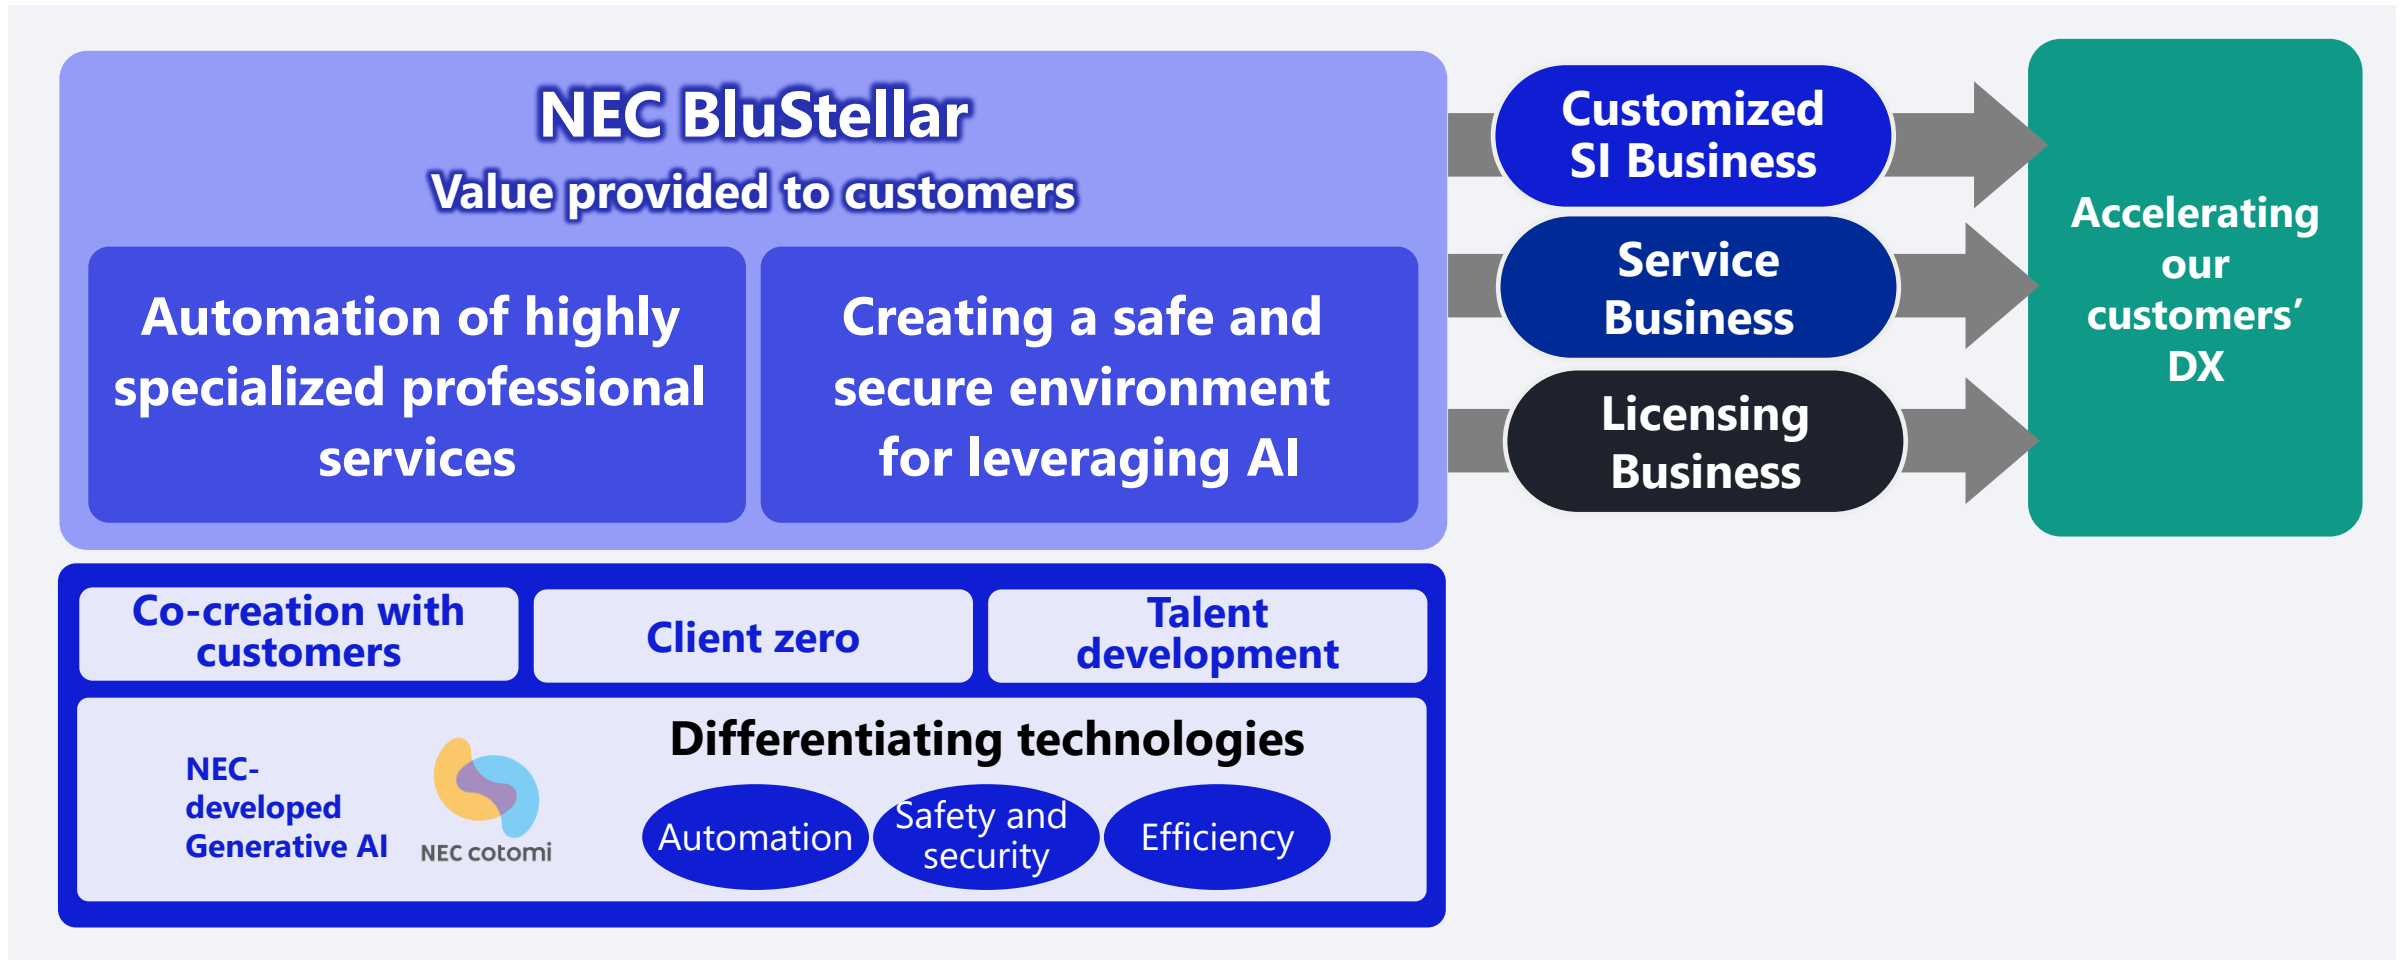 NEC BluStellar
Value provided to customers
Automation of highly
specialized professional
services
Creating a safe and
secure environment
for leveraging AI
Customized
SI Business
Service
Business
Licensing
Business
Accelerating
our
customers’
DX
Co-creation with
customers
Client zero
Talent
development
NEC-
developed
Generative AI
NEC cotomi
Differentiating technologies
Automation
Safety and
security
Efficiency